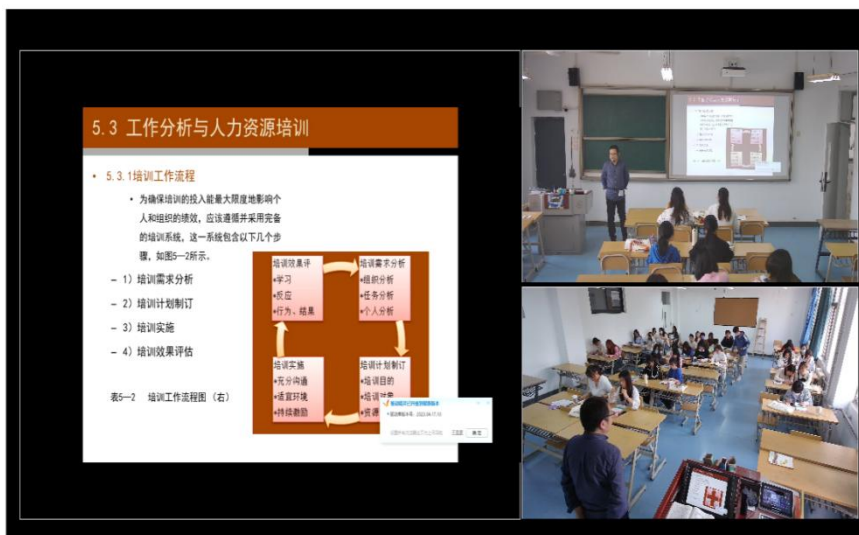 5.3 工作分析与人力资源培训
• 5.3.1培训工作流程
• 为确保培训的投入能最大限度地影响个
人和组织的绩效，应该遵循并采用完备
的培训系统，这一系统包含以下几个步
骤，如图5—2所示。
– 1）培训需求分析
– 2）培训计划制订
– 3）培训实施
– 4）培训效果评估
表5—2 培训工作流程图（右）
培训效果评
*学习
*反应
*行为、结果
培训需求分析
*组织分析
*任务分析
*个人分析
培训实施
*充分沟通
*适宜环境
*持续激励
培训计划制订
*培训目的
*培训对象
*资源